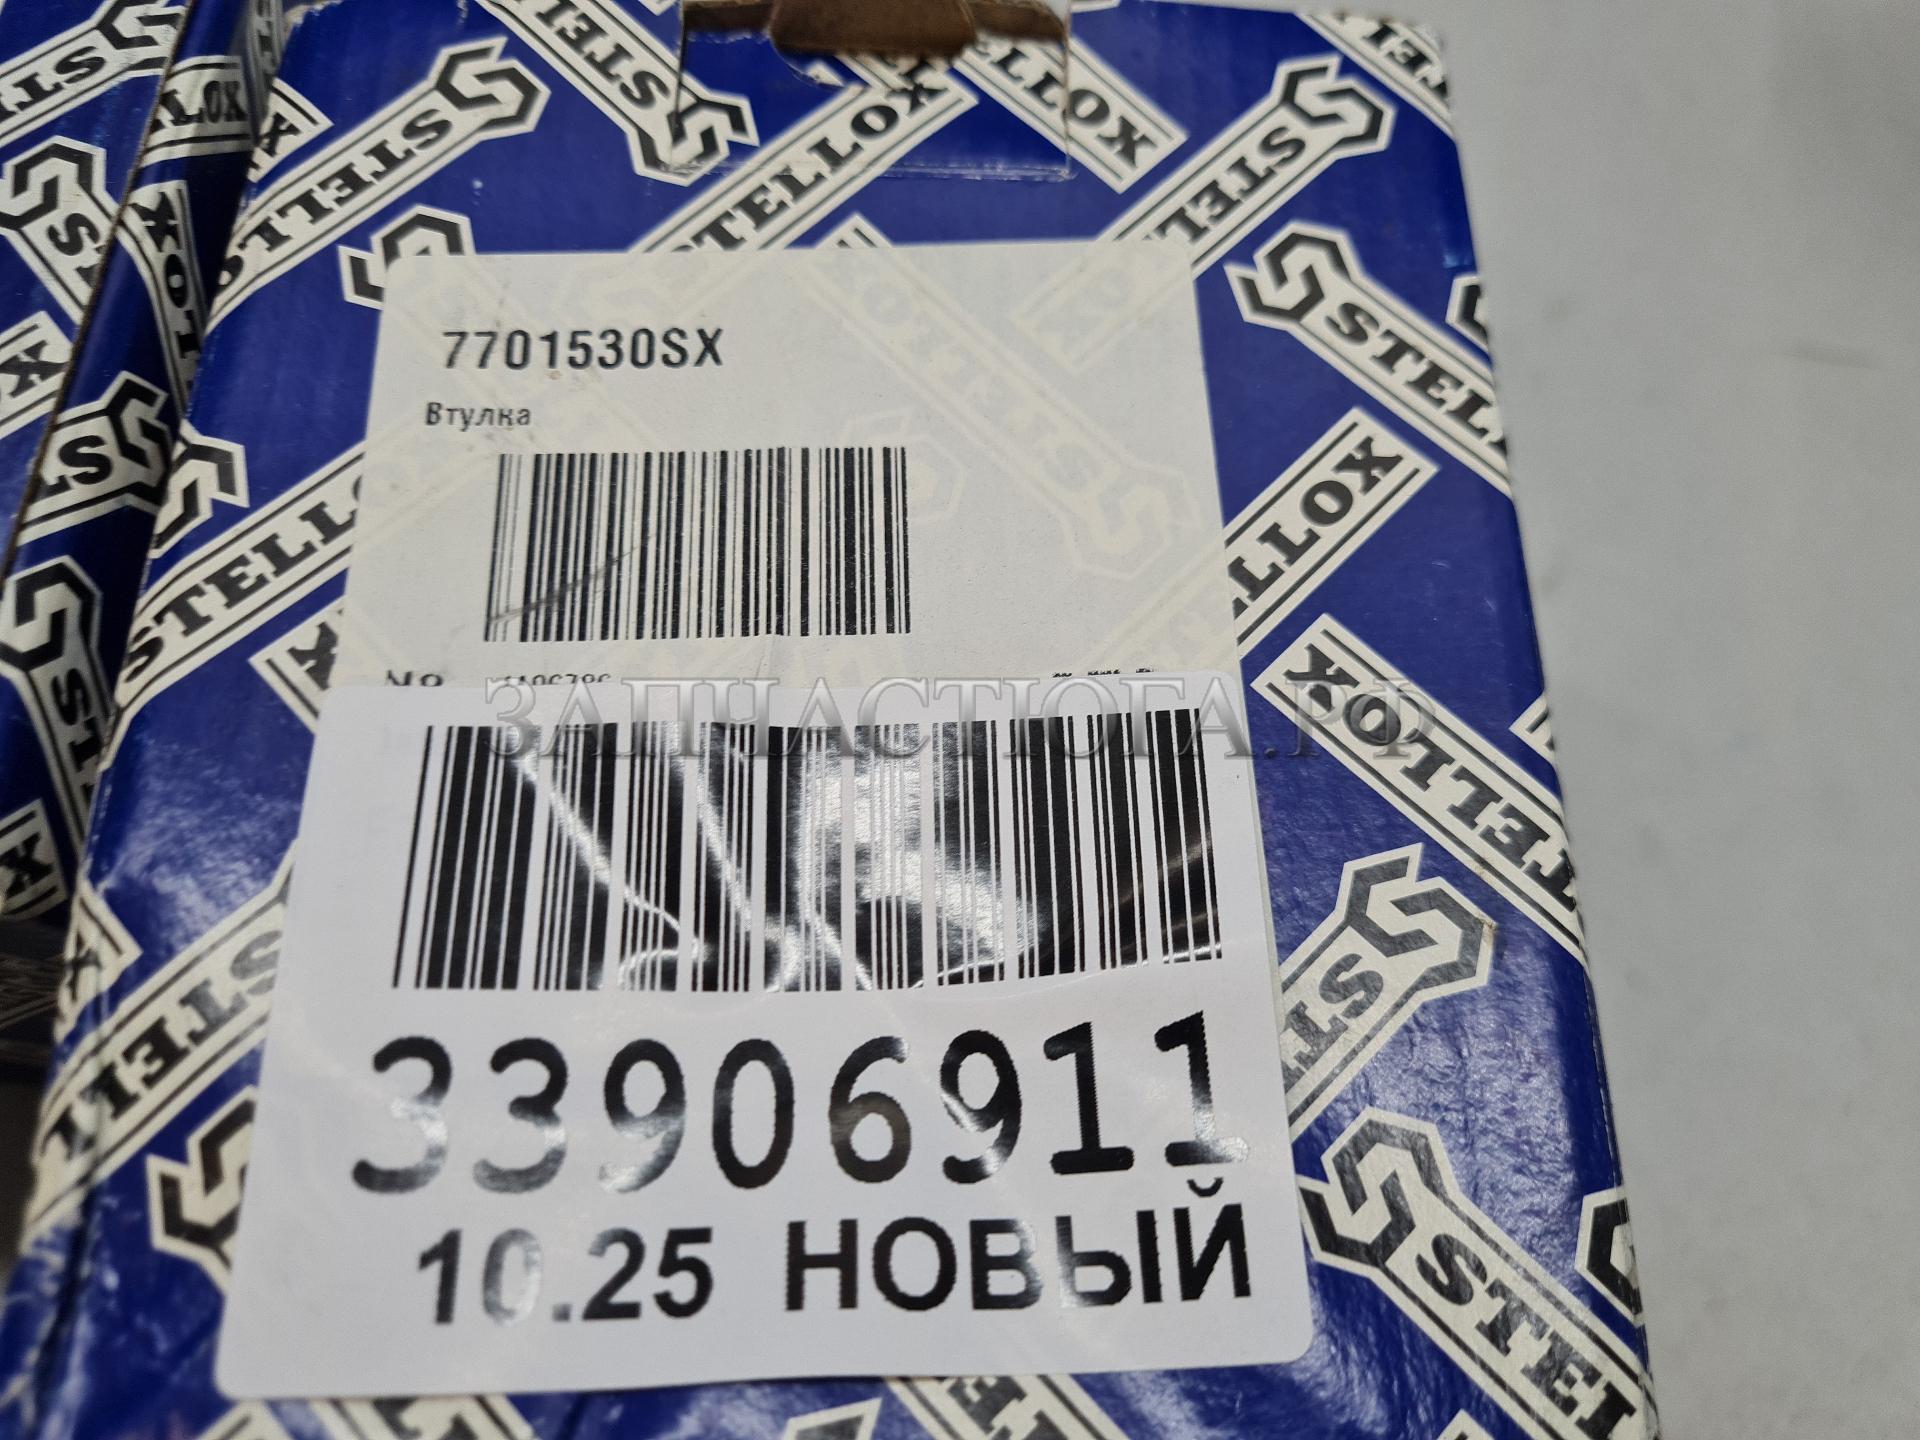 STELLOX
7701530SX
Втулка
ЗАПЧАСТЮГА.РФ
33906911
10.25 НОВЫЙ